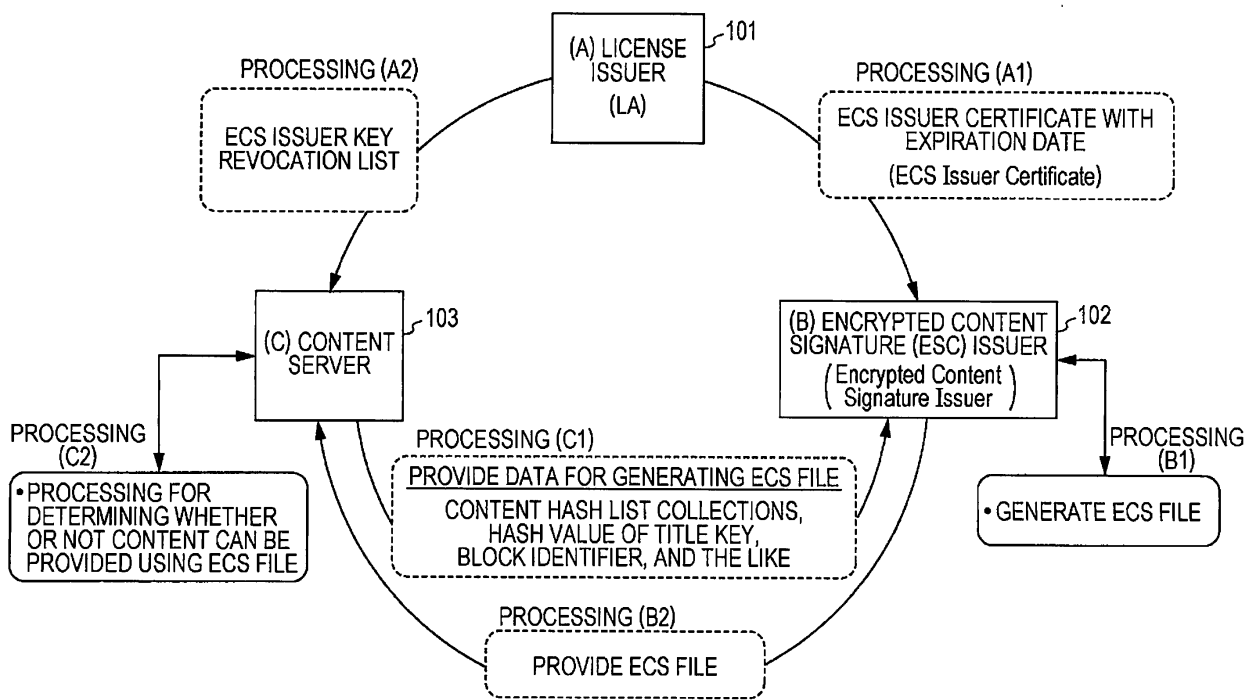 101
(A) LICENSE
ISSUER
(LA)
PROCESSING (A2)
ECS ISSUER KEY
REVOCATION LIST
PROCESSING (A1)
ECS ISSUER CERTIFICATE WITH
EXPIRATION DATE
(ECS Issuer Certificate)
103
(C) CONTENT
SERVER
102
(B) ENCRYPTED CONTENT
SIGNATURE (ESC) ISSUER
(Encrypted Content
Signature Issuer)
PROCESSING
(C2)
• PROCESSING FOR
DETERMINING WHETHER
OR NOT CONTENT CAN BE
PROVIDED USING ECS FILE
PROCESSING (C1)
PROVIDE DATA FOR GENERATING ECS FILE
CONTENT HASH LIST COLLECTIONS,
HASH VALUE OF TITLE KEY,
BLOCK IDENTIFIER, AND THE LIKE
PROCESSING
(B1)
• GENERATE ECS FILE
PROCESSING (B2)
PROVIDE ECS FILE